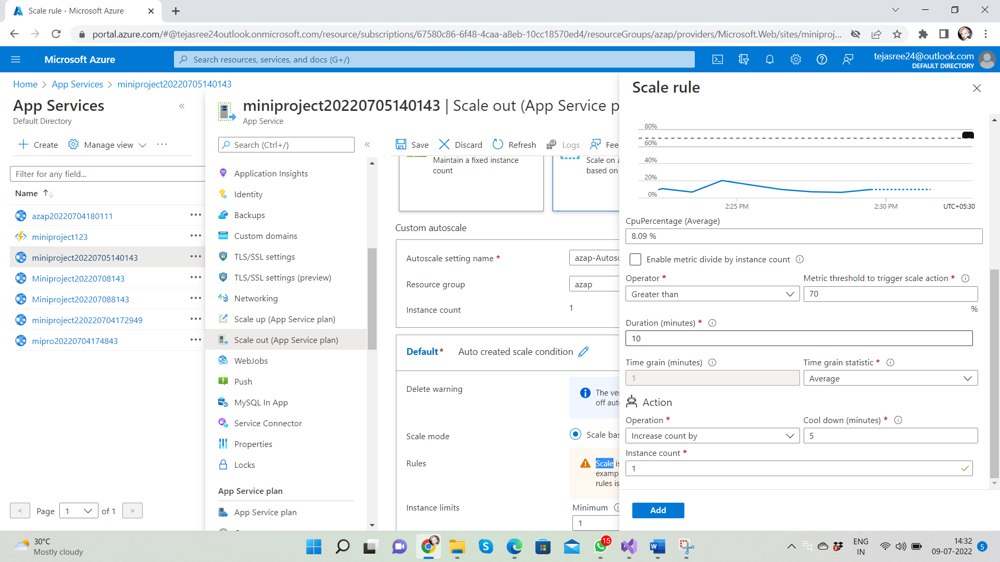 Scale rule - Microsoft Azure
portal.azure.com/#@tejasree24outlook.onmicrosoft.com/resource/subscriptions/67580c86-6f48-4caa-a8eb-10cc18570ed4/resourceGroups/azap/providers/Microsoft.Web/sites/miniproj...
Microsoft Azure
Search resources, services, and docs (G+/)
tejasree24@outlook.com
DEFAULT DIRECTORY
Home > App Services > miniproject20220705140143
App Services
Default Directory
Create
Manage view
Filter for any field...
Name
azap20220704180111
miniproject123
miniproject20220705140143
Miniproject20220708143
Miniproject202207088143
miniproject220220704172949
mipro20220704174843
< Page 1 of 1 >
miniproject20220705140143 | Scale out (App Service p
App Service
Search (Ctrl+/)
Application Insights
Identity
Backups
Custom domains
TLS/SSL settings
TLS/SSL settings (preview)
Networking
Scale up (App Service plan)
Scale out (App Service plan)
WebJobs
Push
MySQL In App
Service Connector
Properties
Locks
App Service plan
App Service plan
Save
Discard
Refresh
Logs
Fee
Maintain a fixed instance
count
Scale on a
based on
Custom autoscale
Autoscale setting name *
azap-Autosc
Resource group
azap
Instance count
1
Default*
Auto created scale condition
Delete warning
The ve
off aut
Scale mode
Scale bas
Rules
Scale is
examp
rules is
Instance limits
Minimum
1
Scale rule
80%
60%
40%
20%
0%
2:25 PM
2:30 PM
UTC+05:30
CpuPercentage (Average)
8.09 %
Enable metric divide by instance count
Operator *
Greater than
Metric threshold to trigger scale action *
70
%
Duration (minutes) *
10
Time grain (minutes)
1
Time grain statistic *
Average
Action
Operation *
Increase count by
Cool down (minutes) *
5
Instance count *
1
Add
30°C
Mostly cloudy
15
3
ENG
IN
14:32
09-07-2022
5